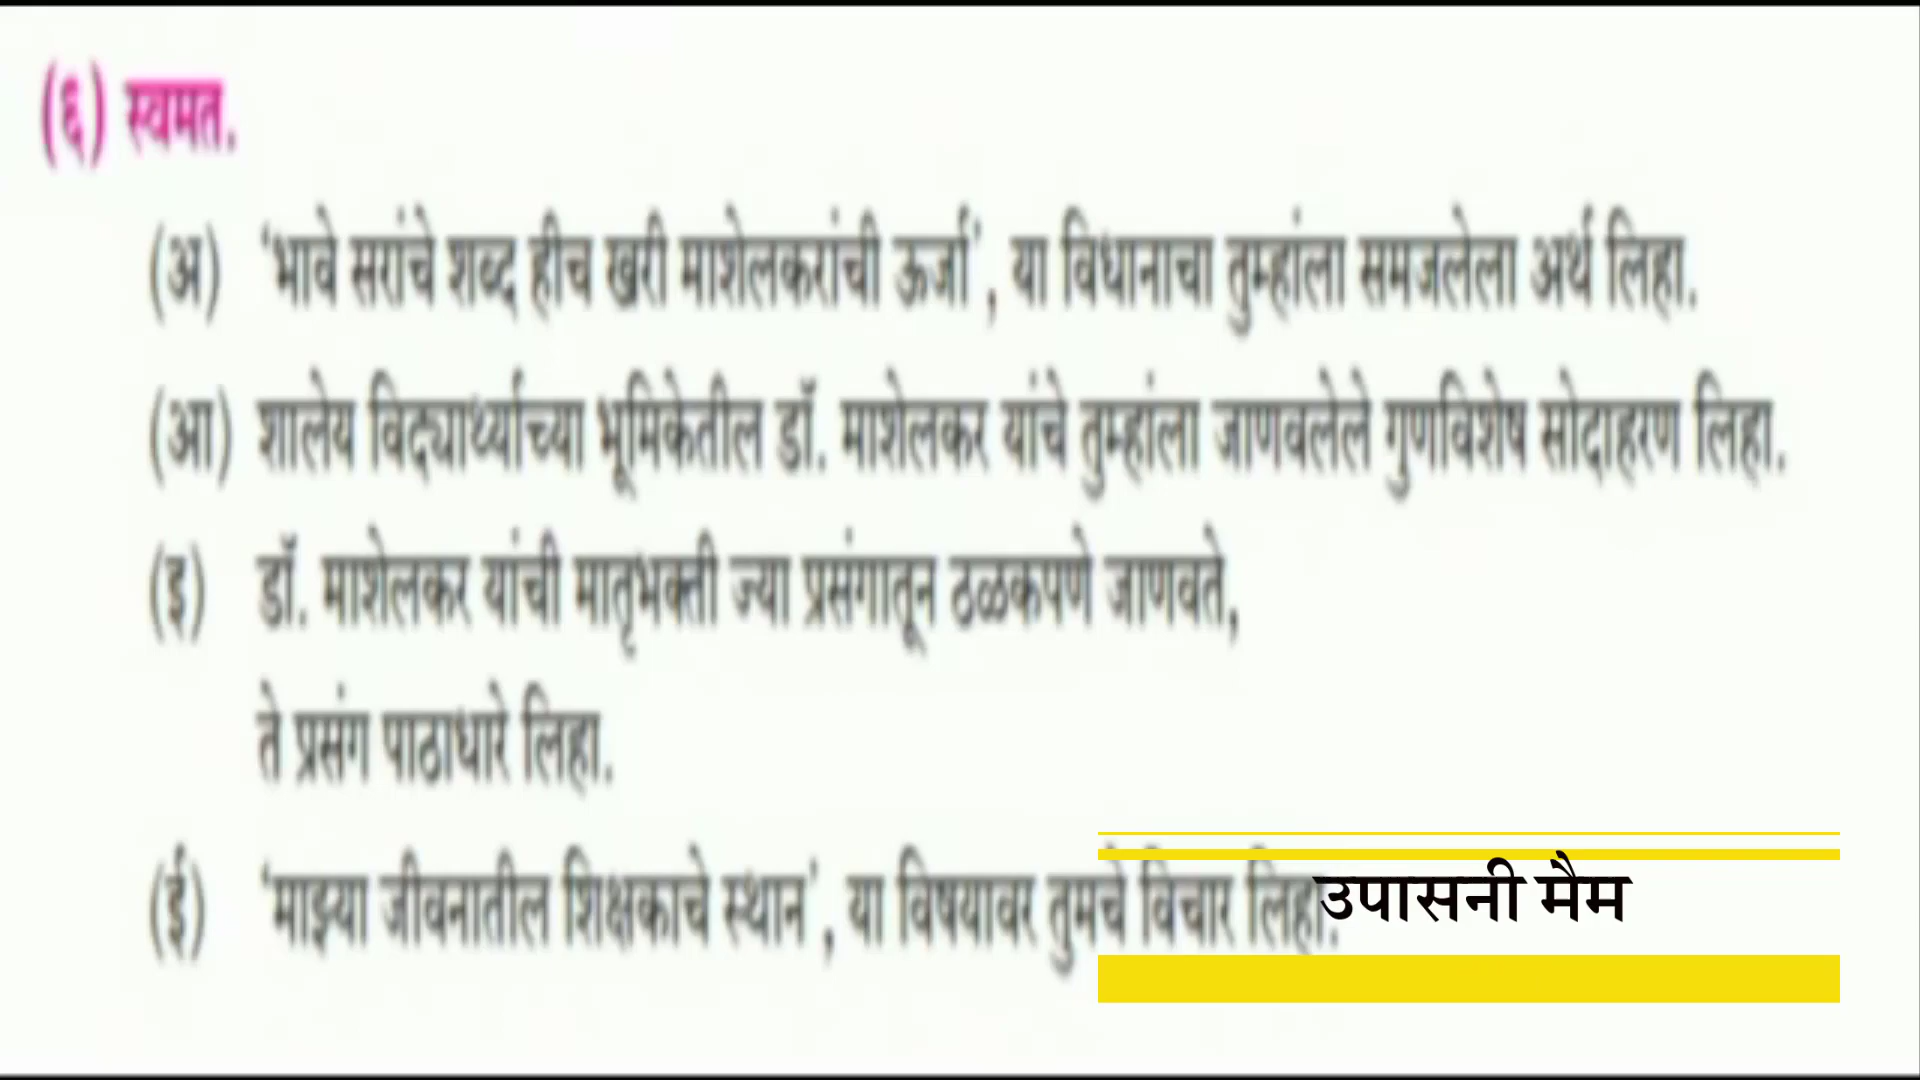 (६) स्वमत.
(अ) ‘भावे सरांचे शब्द हीच खरी माशेलकरांची ऊर्जा’, या विधानाचा तुम्हांला समजलेला अर्थ लिहा.
(आ) शालेय विद्यार्थ्याच्या भूमिकेतील डॉ. माशेलकर यांचे तुम्हांला जाणवलेले गुणविशेष सोदाहरण लिहा.
(इ) डॉ. माशेलकर यांची मातृभक्ती ज्या प्रसंगातून ठळकपणे जाणवते,
ते प्रसंग पाठाधारे लिहा.
(ई) ‘माझ्या जीवनातील शिक्षकाचे स्थान’, या विषयावर तुमचे विचार लिहा.
उपासनी मैम